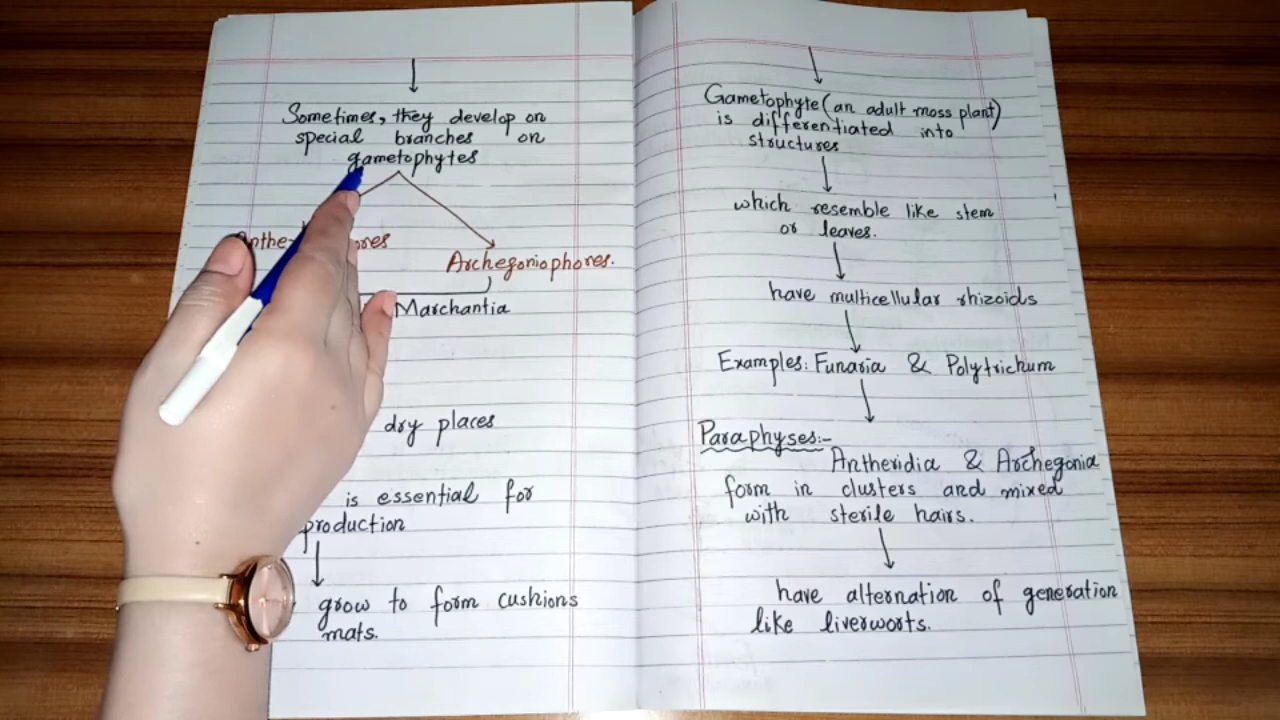 Sometimes, they develop on
special branches on
gametophytes
Archegoniophores.
Marchantia
dry places
is essential for
production
grow to form cushions
mats.
Gametophyte (an adult moss plant)
is differentiated into
structures
which resemble like stem
or leaves.
have multicellular rhizoids
Examples: Funaria & Polytrichum
Paraphyses:-
Antheridia & Archegonia
form in clusters and mixed
with sterile hairs.
have alternation of generation
like liverworts.